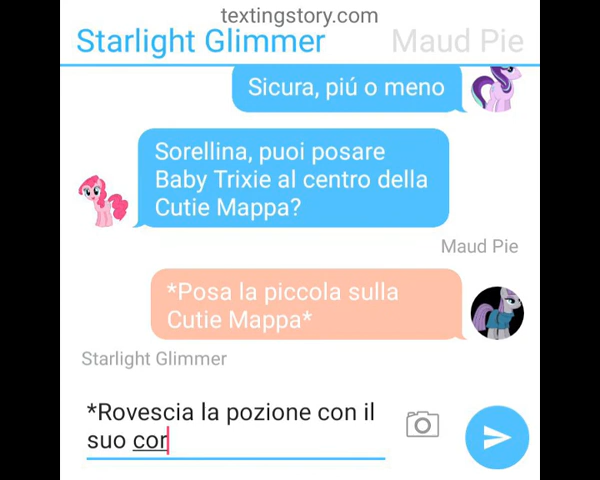 textingstory.com
Starlight Glimmer
Maud Pie
Sicura, piú o meno
Sorellina, puoi posare
Baby Trixie al centro della
Cutie Mappa?
Maud Pie
*Posa la piccola sulla
Cutie Mappa*
Starlight Glimmer
*Rovescia la pozione con il
suo cor